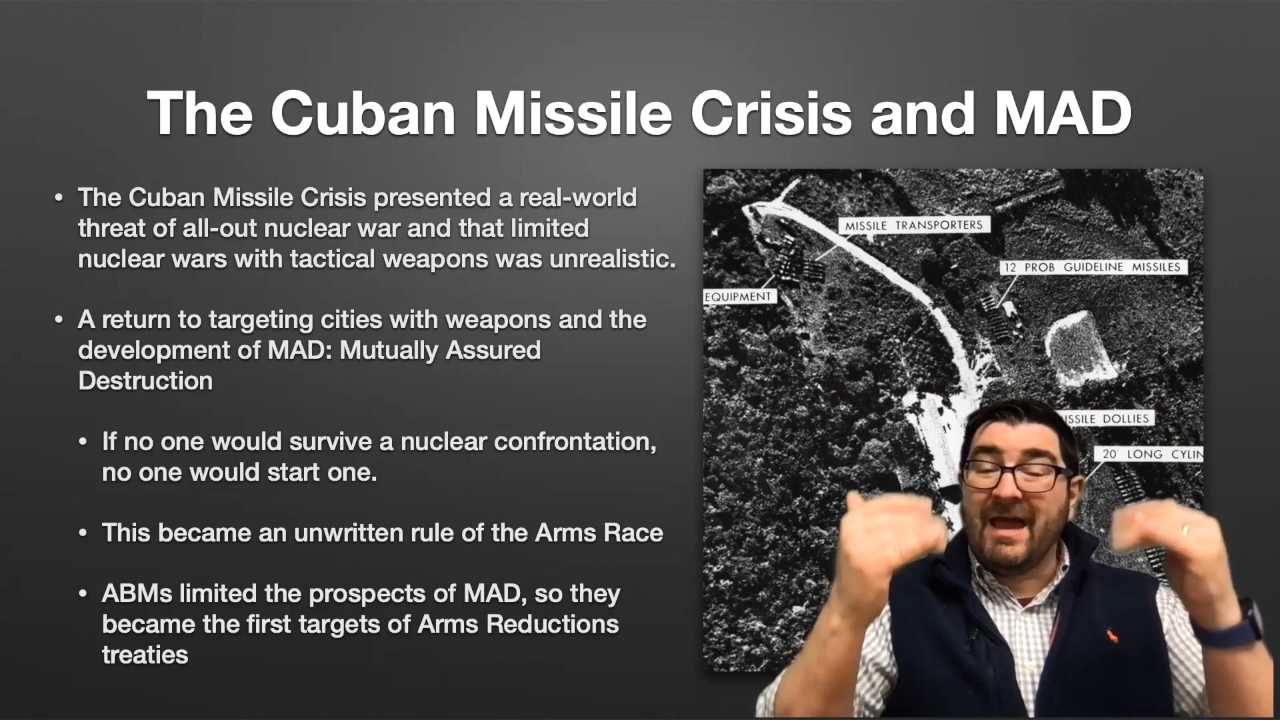 The Cuban Missile Crisis and MAD
• The Cuban Missile Crisis presented a real-world
threat of all-out nuclear war and that limited
nuclear wars with tactical weapons was unrealistic.
• A return to targeting cities with weapons and the
development of MAD: Mutually Assured
Destruction
• If no one would survive a nuclear confrontation,
no one would start one.
• This became an unwritten rule of the Arms Race
• ABMs limited the prospects of MAD, so they
became the first targets of Arms Reductions
treaties
MISSILE TRANSPORTERS
12 PROB GUIDELINE MISSILES
EQUIPMENT
DOLLIES
20' LONG